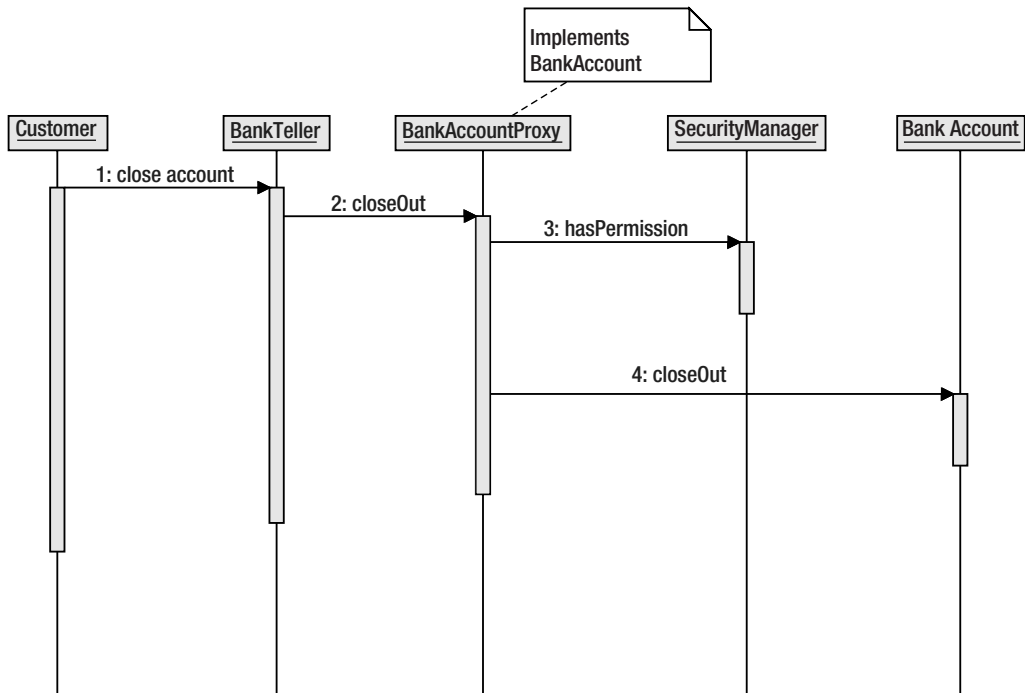 Implements
BankAccount
Customer
BankTeller
BankAccountProxy
SecurityManager
Bank Account
1: close account
2: closeOut
3: hasPermission
4: closeOut